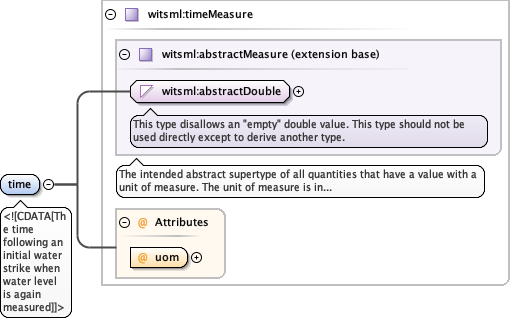 witsml:timeMeasure
witsml:abstractMeasure (extension base)
witsml:abstractDouble
This type disallows an "empty" double value. This type should not be
used directly except to derive another type.
The intended abstract supertype of all quantities that have a value with a
unit of measure. The unit of measure is in...
time
<![CDATA[Th
e time
following an
initial water
strike when
water level
is again
measured]]>
@ Attributes
@ uom